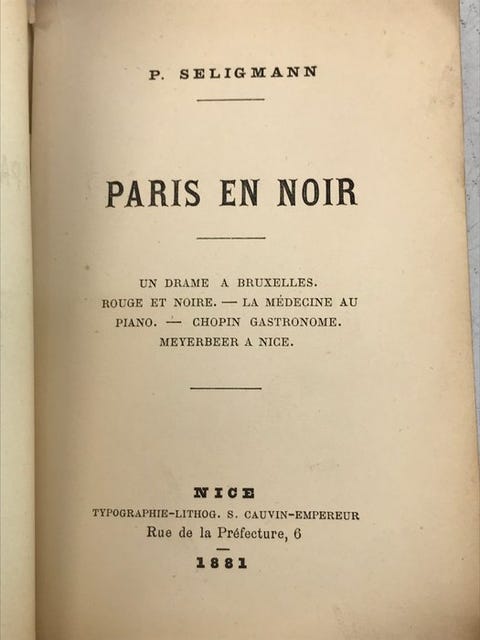 P. SELIGMANN
PARIS EN NOIR
UN DRAME A BRUXELLES.
ROUGE ET NOIRE. — LA MÉDECINE AU
PIANO. — CHOPIN GASTRONOME.
MEYERBEER A NICE.
NICE
TYPOGRAPHIE-LITHOG. S. CAUVIN-EMPEREUR
Rue de la Préfecture, 6
1881